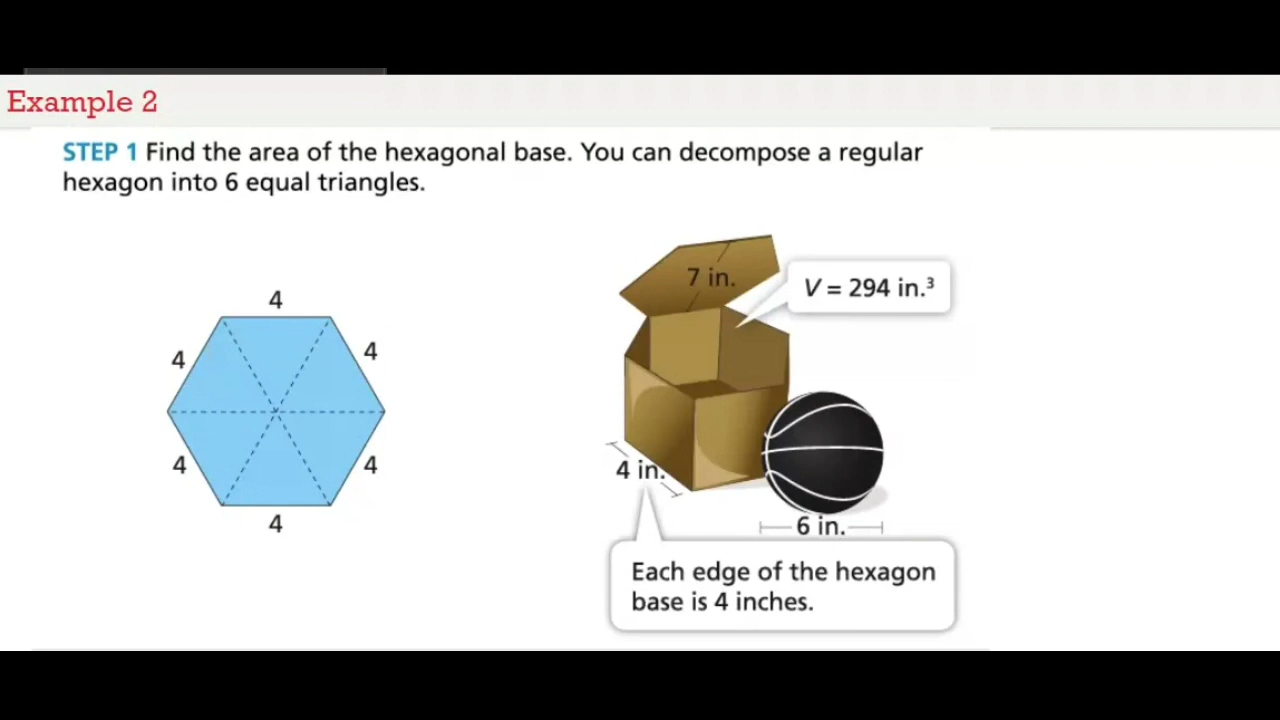 Example 2
STEP 1 Find the area of the hexagonal base. You can decompose a regular
hexagon into 6 equal triangles.
4
4
4
4
4
4
7 in.
V = 294 in.³
4 in.
6 in.
Each edge of the hexagon
base is 4 inches.